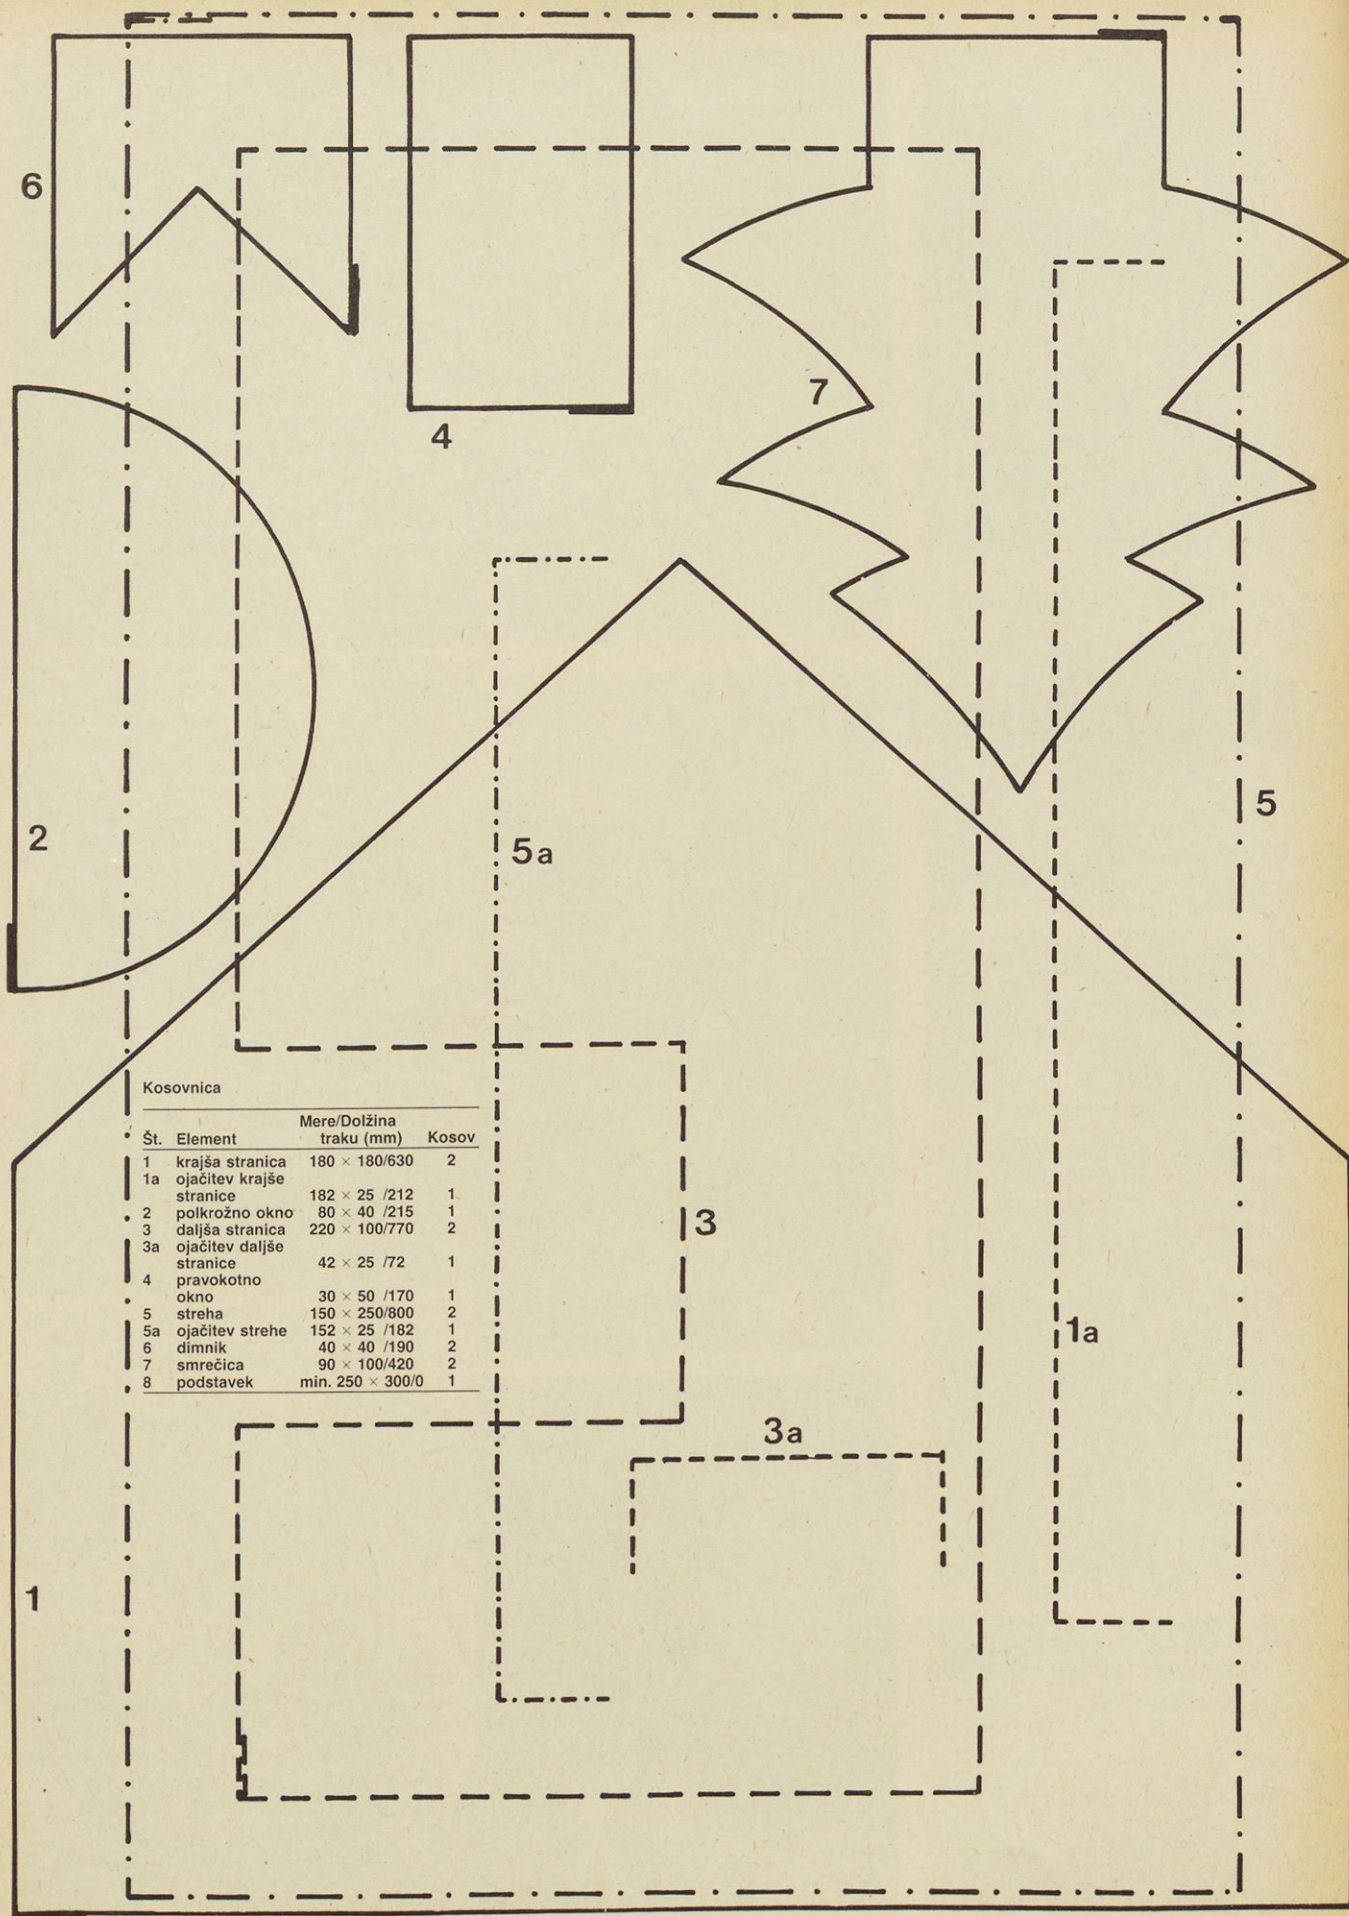 6
4
7
2
5a
5
Kosovnica
Mere/Dolžina
Št. Element traku (mm) Kosov
1 krajša stranica 180 × 180/630 2
1a ojačitev krajše
stranice 182 × 25 /212 1
2 polkrožno okno 80 × 40 /215 1
3 daljša stranica 220 × 100/770 2
3a ojačitev daljše
stranice 42 × 25 /72 1
4 pravokotno
okno 30 × 50 /170 1
5 streha 150 × 250/800 2
5a ojačitev strehe 152 × 25 /182 1
6 dimnik 40 × 40 /190 2
7 smrečica 90 × 100/420 2
8 podstavek min. 250 × 300/0 1
3
1a
3a
1